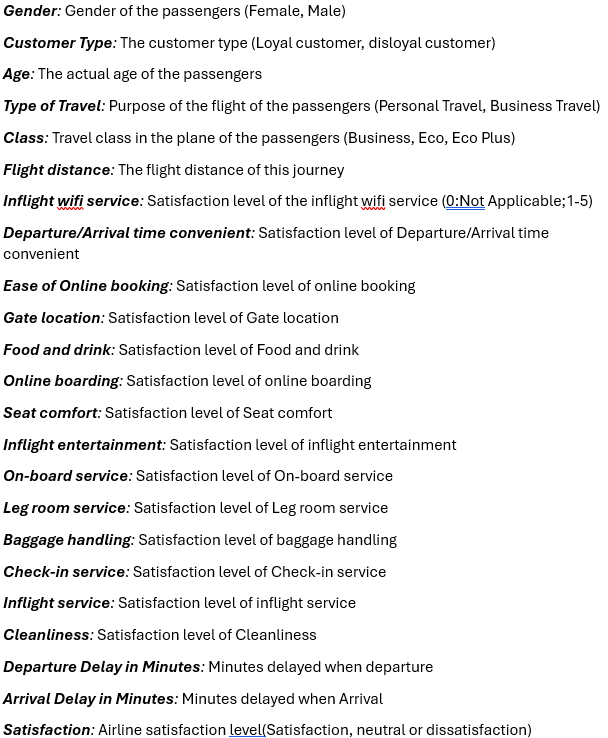 Gender: Gender of the passengers (Female, Male)
Customer Type: The customer type (Loyal customer, disloyal customer)
Age: The actual age of the passengers
Type of Travel: Purpose of the flight of the passengers (Personal Travel, Business Travel)
Class: Travel class in the plane of the passengers (Business, Eco, Eco Plus)
Flight distance: The flight distance of this journey
Inflight wifi service: Satisfaction level of the inflight wifi service (0:Not Applicable;1-5)
Departure/Arrival time convenient: Satisfaction level of Departure/Arrival time
convenient
Ease of Online booking: Satisfaction level of online booking
Gate location: Satisfaction level of Gate location
Food and drink: Satisfaction level of Food and drink
Online boarding: Satisfaction level of online boarding
Seat comfort: Satisfaction level of Seat comfort
Inflight entertainment: Satisfaction level of inflight entertainment
On-board service: Satisfaction level of On-board service
Leg room service: Satisfaction level of Leg room service
Baggage handling: Satisfaction level of baggage handling
Check-in service: Satisfaction level of Check-in service
Inflight service: Satisfaction level of inflight service
Cleanliness: Satisfaction level of Cleanliness
Departure Delay in Minutes: Minutes delayed when departure
Arrival Delay in Minutes: Minutes delayed when Arrival
Satisfaction: Airline satisfaction level(Satisfaction, neutral or dissatisfaction)